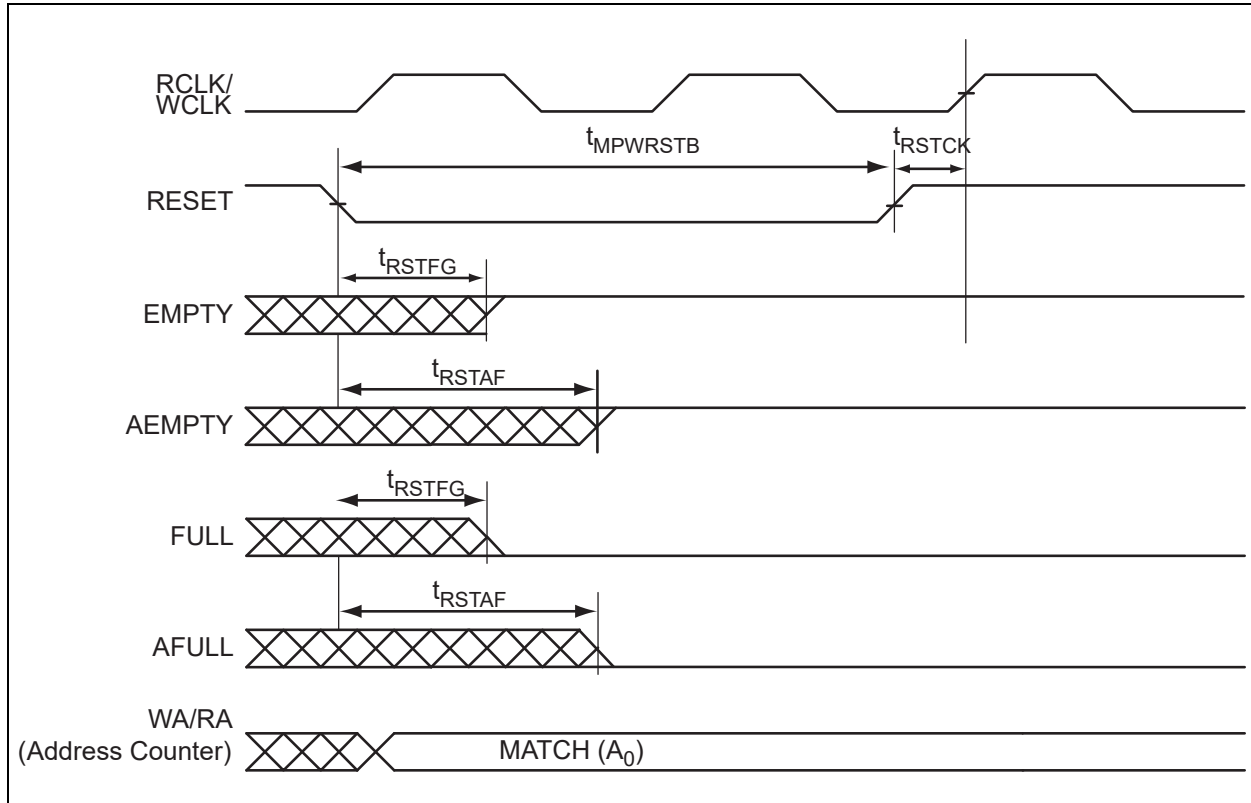 RCLK/
WCLK
tMPWRSTB
tRSTCK
RESET
tRSTFG
EMPTY
tRSTAF
AEMPTY
tRSTFG
FULL
tRSTAF
AFULL
WA/RA
(Address Counter)
MATCH (A0)